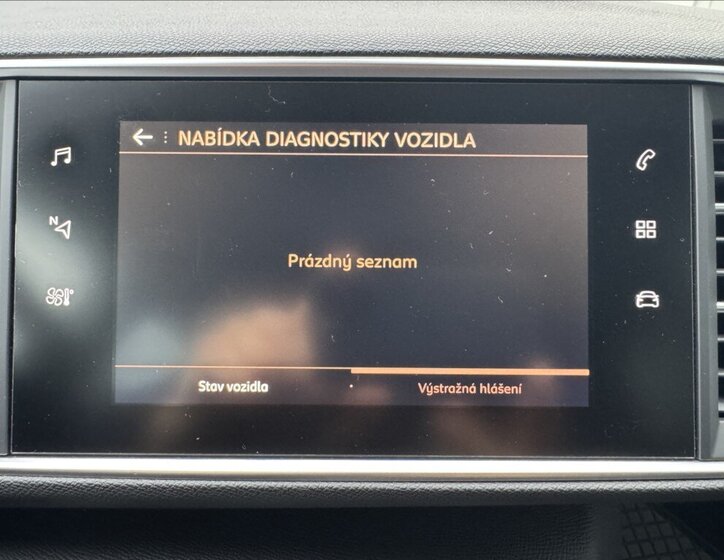 NABÍDKA DIAGNOSTIKY VOZIDLA
N
Prázdný seznam
Stav vozidla
Výstražná hlášení